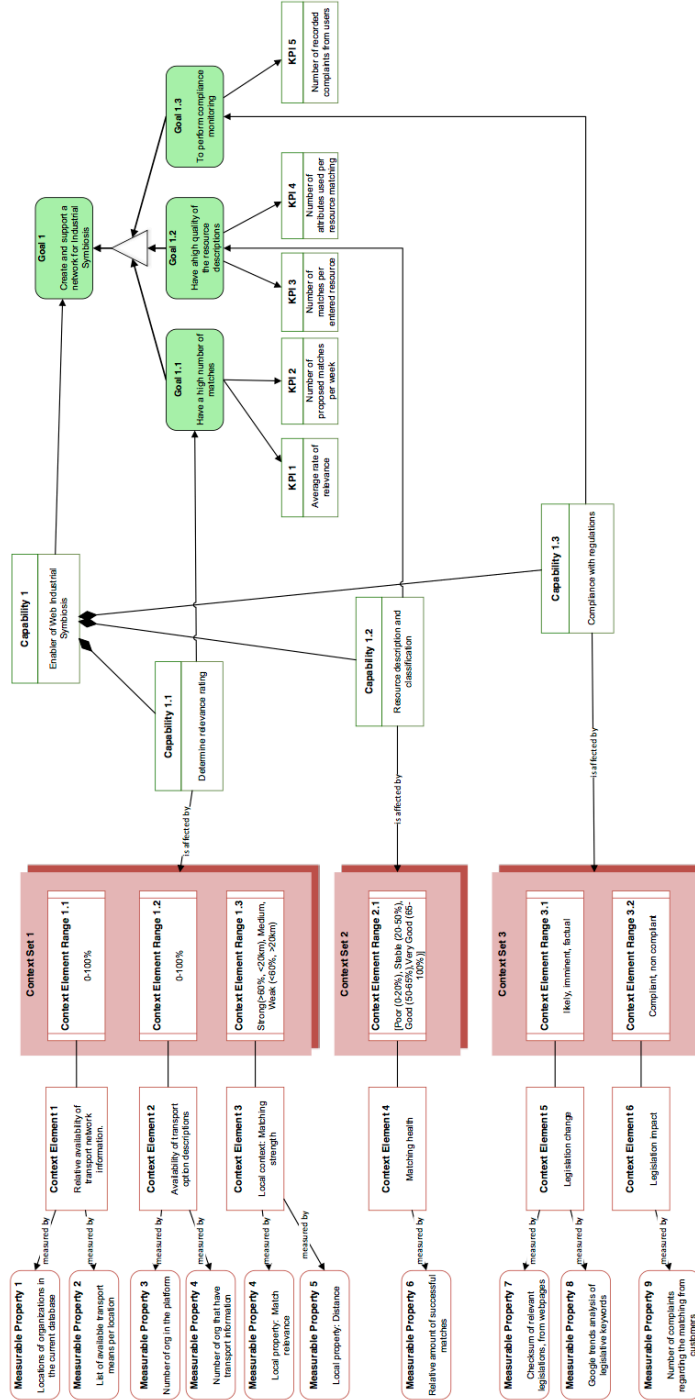 Goal 1
Create and support a
network for Industrial
Symbiosis
Goal 1.1
Have a high number of
matches
Goal 1.2
Have ahigh quality of
the resource
descriptions
Goal 1.3
To perform compliance
monitoring
KPI 1
Average rate of
relevance
KPI 2
Number of
proposed matches
per week
KPI 3
Number of
matches per
entered resource
KPI 4
Number of
attributes used per
resource matching
KPI 5
Number of recorded
complaints from users
Capability 1
Enabler of Web Industrial
Symbiosis
Capability 1.1
Determine relevance rating
Capability 1.2
Resource description and
classification
Capability 1.3
Compliance with regulations
is affected by
is affected by
is affected by
Context Set 1
Context Element Range 1.1
0-100%
Context Element Range 1.2
0-100%
Context Element Range 1.3
Strong(>60%, <20km), Medium,
Weak (<60%, >20km)
Context Set 2
Context Element Range 2.1
[Poor (0-20%), Stable (20-50%),
Good (50-65%),Very Good (65-
100%)]
Context Set 3
Context Element Range 3.1
likely, imminent, factual
Context Element Range 3.2
Compliant, non compliant
Context Element 1
Relative availability of
transport network
information.
Context Element 2
Availability of transport
option descriptions
Context Element 3
Local context: Matching
strength
Context Element 4
Matching health
Context Element 5
Legislation change
Context Element 6
Legislation impact
measured by
measured by
measured by
measured by
measured by
measured by
measured by
measured by
measured by
measured by
Measurable Property 1
Locations of organizations in
the current database
Measurable Property 2
List of available transport
means per location
Measurable Property 3
Number of org in the platform
Measurable Property 4
Number of org that have
transport information
Measurable Property 4
Local property: Match
relevance
Measurable Property 5
Local property: Distance
Measurable Property 6
Relative amount of successful
matches
Measurable Property 7
Checksum of relevant
legislations, from webpages
Measurable Property 8
Google trends analysis of
legislative keywords
Measurable Property 9
Number of complaints
regarding the matching from
customers